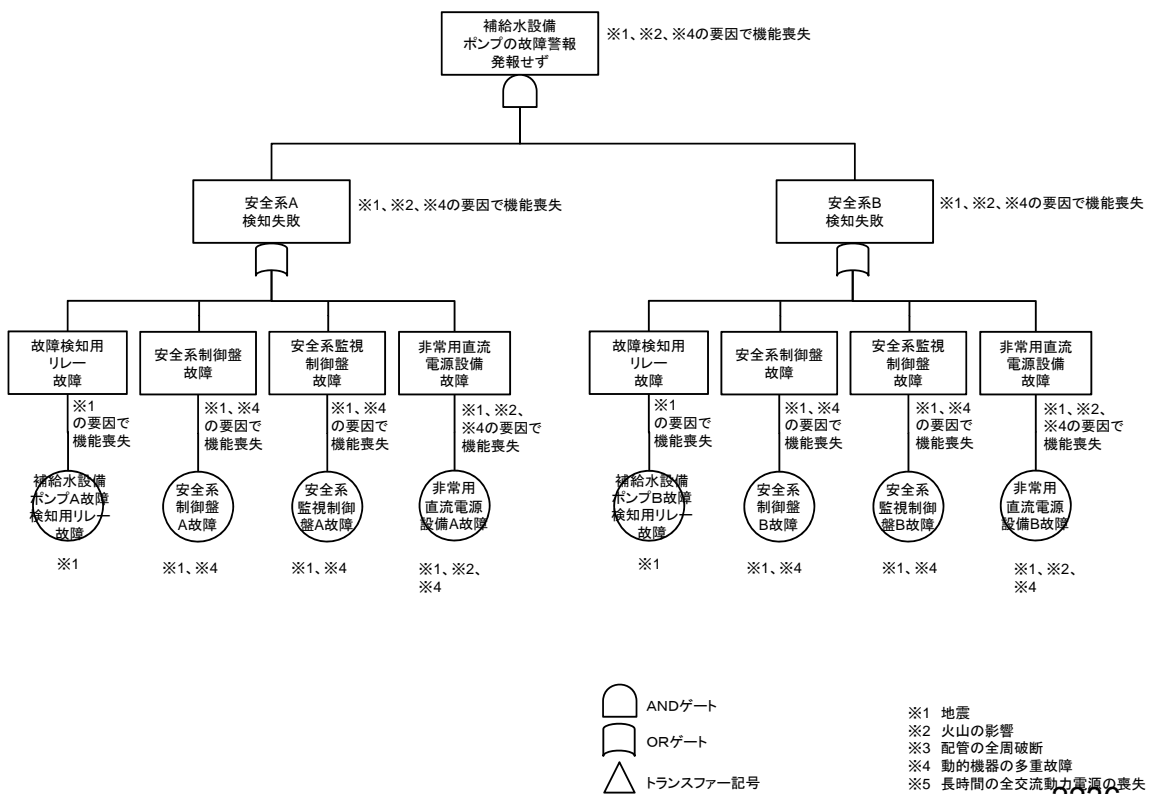 補給水設備
ポンプの故障警報
発報せず
※1、※2、※4の要因で機能喪失
安全系A
検知失敗
※1、※2、※4の要因で機能喪失
安全系B
検知失敗
※1、※2、※4の要因で機能喪失
故障検知用
リレー
故障
安全系制御盤
故障
安全系監視
制御盤
故障
非常用直流
電源設備
故障
故障検知用
リレー
故障
安全系制御盤
故障
安全系監視
制御盤
故障
非常用直流
電源設備
故障
※1
の要因で
機能喪失
※1、※4
の要因で
機能喪失
※1、※4
の要因で
機能喪失
※1、※2、
※4の要因で
機能喪失
※1
の要因で
機能喪失
※1、※4
の要因で
機能喪失
※1、※4
の要因で
機能喪失
※1、※2、
※4の要因で
機能喪失
補給水設備
ポンプA故障
検知用リレー
故障
安全系
制御盤
A故障
安全系
監視制御
盤A故障
非常用
直流電源
設備A故障
補給水設備
ポンプB故障
検知用リレー
故障
安全系
制御盤
B故障
安全系
監視制御
盤B故障
非常用
直流電源
設備B故障
※1
※1、※4
※1、※4
※1、※2、
※4
※1
※1、※4
※1、※4
※1、※2、
※4
ANDゲート
ORゲート
トランスファー記号
※1 地震
※2 火山の影響
※3 配管の全周破断
※4 動的機器の多重故障
※5 長時間の全交流動力電源の喪失